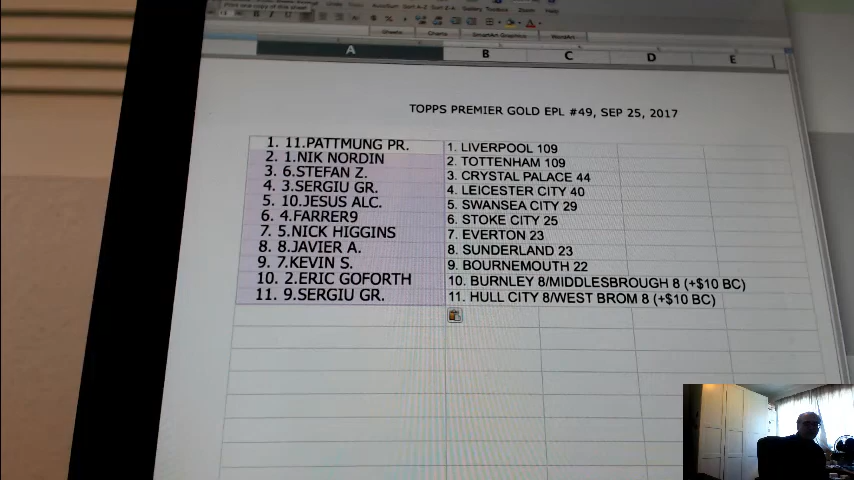 Sheets Charts SmartArt Graphics WordArt
A B C D E
TOPPS PREMIER GOLD EPL #49, SEP 25, 2017
1. 11.PATTMUNG PR. 1. LIVERPOOL 109
2. 1.NIK NORDIN 2. TOTTENHAM 109
3. 6.STEFAN Z. 3. CRYSTAL PALACE 44
4. 3.SERGIU GR. 4. LEICESTER CITY 40
5. 10.JESUS ALC. 5. SWANSEA CITY 29
6. 4.FARRER9 6. STOKE CITY 25
7. 5.NICK HIGGINS 7. EVERTON 23
8. 8.JAVIER A. 8. SUNDERLAND 23
9. 7.KEVIN S. 9. BOURNEMOUTH 22
10. 2.ERIC GOFORTH 10. BURNLEY 8/MIDDLESBROUGH 8 (+$10 BC)
11. 9.SERGIU GR. 11. HULL CITY 8/WEST BROM 8 (+$10 BC)